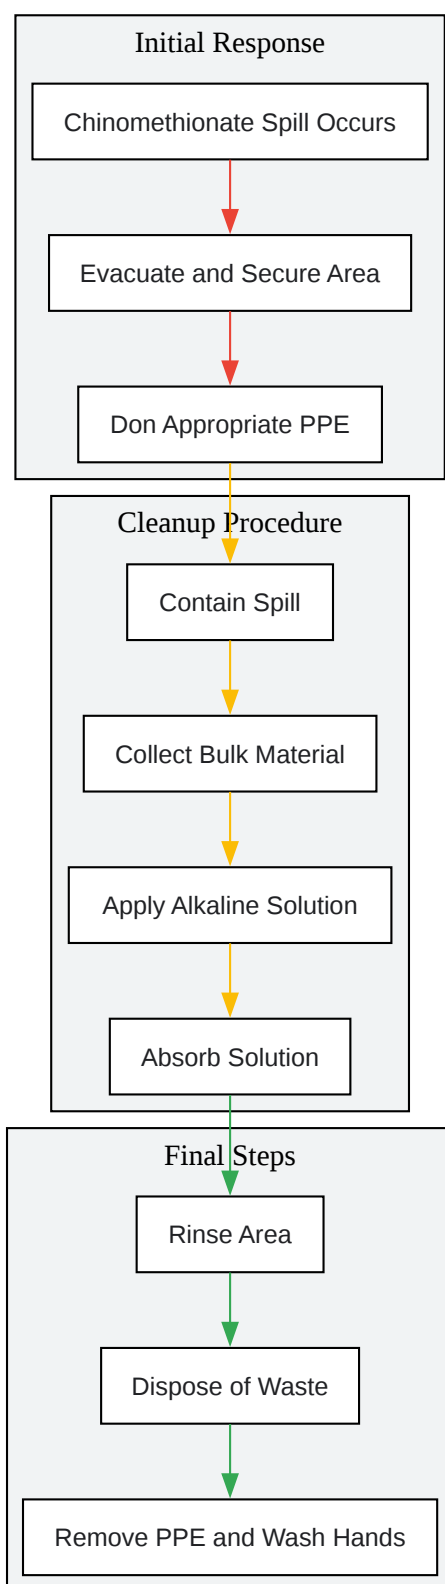 Initial Response
Chinomethionate Spill Occurs
Evacuate and Secure Area
Don Appropriate PPE
Cleanup Procedure
Contain Spill
Collect Bulk Material
Apply Alkaline Solution
Absorb Solution
Final Steps
Rinse Area
Dispose of Waste
Remove PPE and Wash Hands